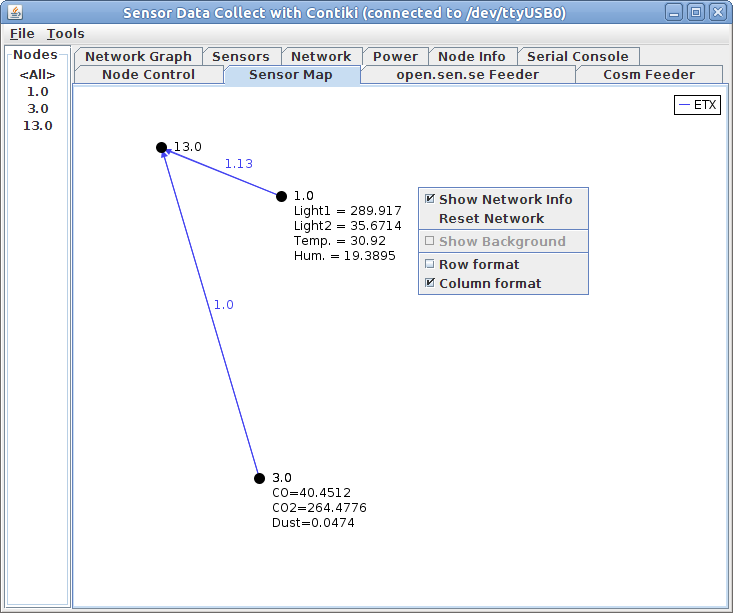 Sensor Data Collect with Contiki (connected to /dev/ttyUSB0)
File Tools
Nodes
<All>
1.0
3.0
13.0
Network Graph Sensors Network Power Node Info Serial Console
Node Control Sensor Map open.sen.se Feeder Cosm Feeder
ETX
13.0
1.13
1.0
Light1 = 289.917
Light2 = 35.6714
Temp. = 30.92
Hum. = 19.3895
Show Network Info
Reset Network
Show Background
Row format
Column format
1.0
3.0
CO=40.4512
CO2=264.4776
Dust=0.0474